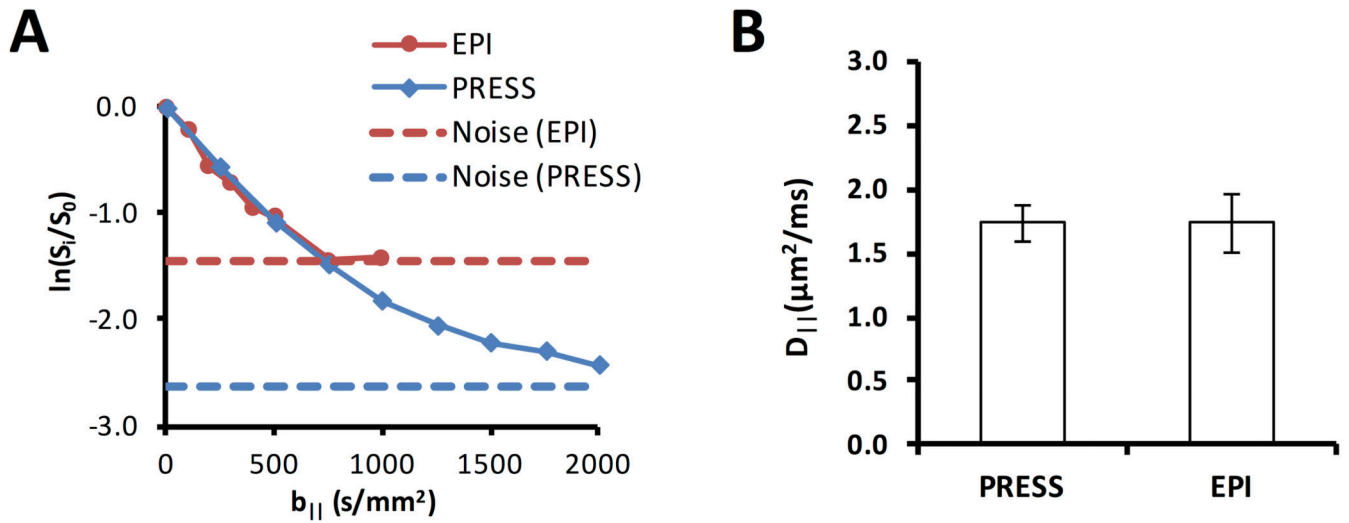 A
EPI
PRESS
Noise (EPI)
Noise (PRESS)
0.0
-1.0
-2.0
-3.0
ln(Sᵢ/S₀)
0 500 1000 1500 2000
b|| (s/mm²)
B
3.0
2.5
2.0
1.5
1.0
0.5
0.0
D||(μm²/ms)
PRESS EPI